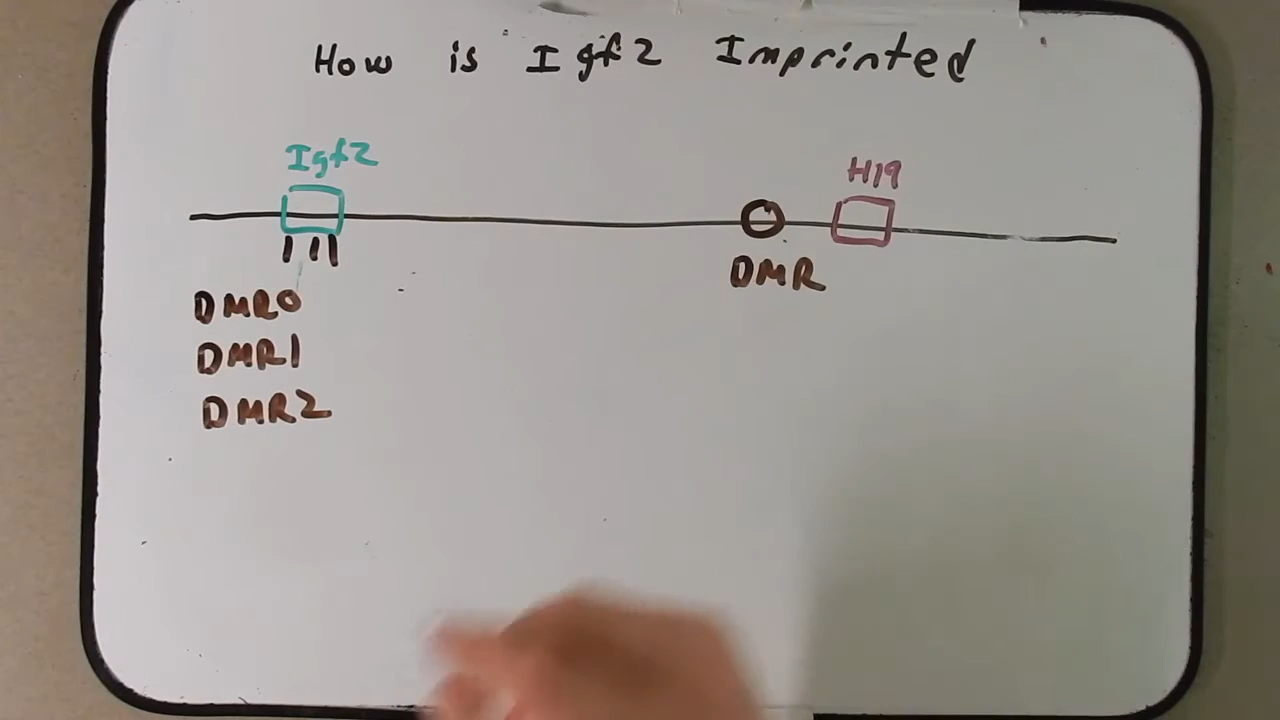 How is Igf2 Imprinted
Igf2
H19
DMR
DMR0
DMR1
DMR2